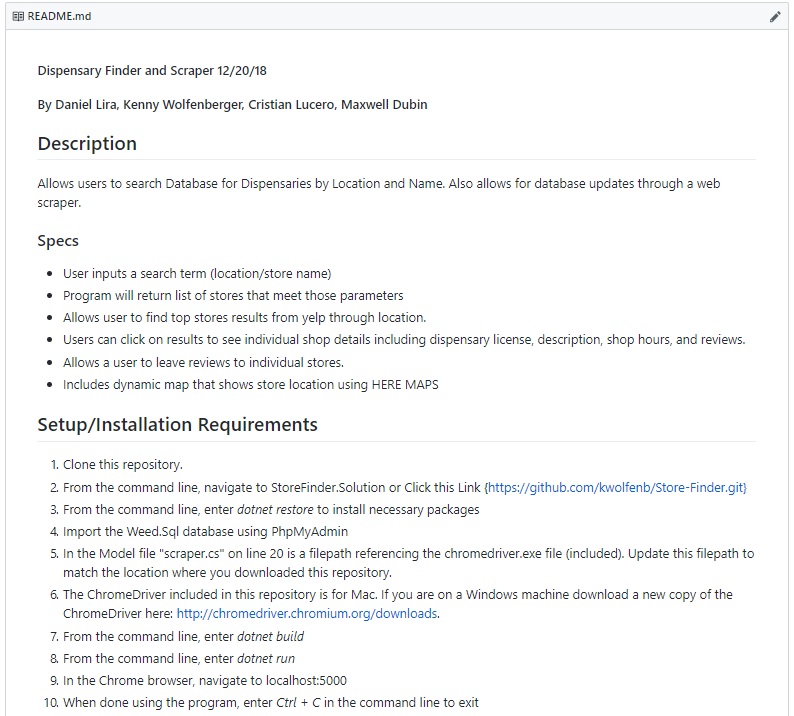 README.md
Dispensary Finder and Scraper 12/20/18
By Daniel Lira, Kenny Wolfenberger, Cristian Lucero, Maxwell Dubin
Description
Allows users to search Database for Dispensaries by Location and Name. Also allows for database updates through a web
scraper.
Specs
• User inputs a search term (location/store name)
• Program will return list of stores that meet those parameters
• Allows user to find top stores results from yelp through location.
• Users can click on results to see individual shop details including dispensary license, description, shop hours, and reviews.
• Allows a user to leave reviews to individual stores.
• Includes dynamic map that shows store location using HERE MAPS
Setup/Installation Requirements
1. Clone this repository.
2. From the command line, navigate to StoreFinder.Solution or Click this Link {https://github.com/kwolfenb/Store-Finder.git}
3. From the command line, enter dotnet restore to install necessary packages
4. Import the Weed.Sql database using PhpMyAdmin
5. In the Model file "scraper.cs" on line 20 is a filepath referencing the chromedriver.exe file (included). Update this filepath to
match the location where you downloaded this repository.
6. The ChromeDriver included in this repository is for Mac. If you are on a Windows machine download a new copy of the
ChromeDriver here: http://chromedriver.chromium.org/downloads.
7. From the command line, enter dotnet build
8. From the command line, enter dotnet run
9. In the Chrome browser, navigate to localhost:5000
10. When done using the program, enter Ctrl + C in the command line to exit